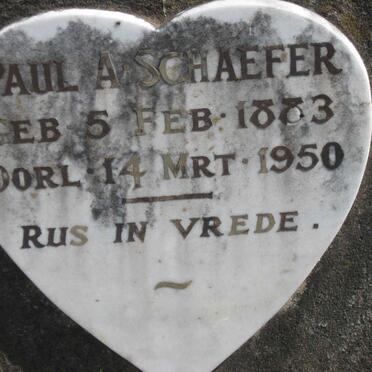 PAUL A SCHAEFER
GEB 5 FEB. 1883
OORL. 14 MRT. 1950
RUS IN VREDE.